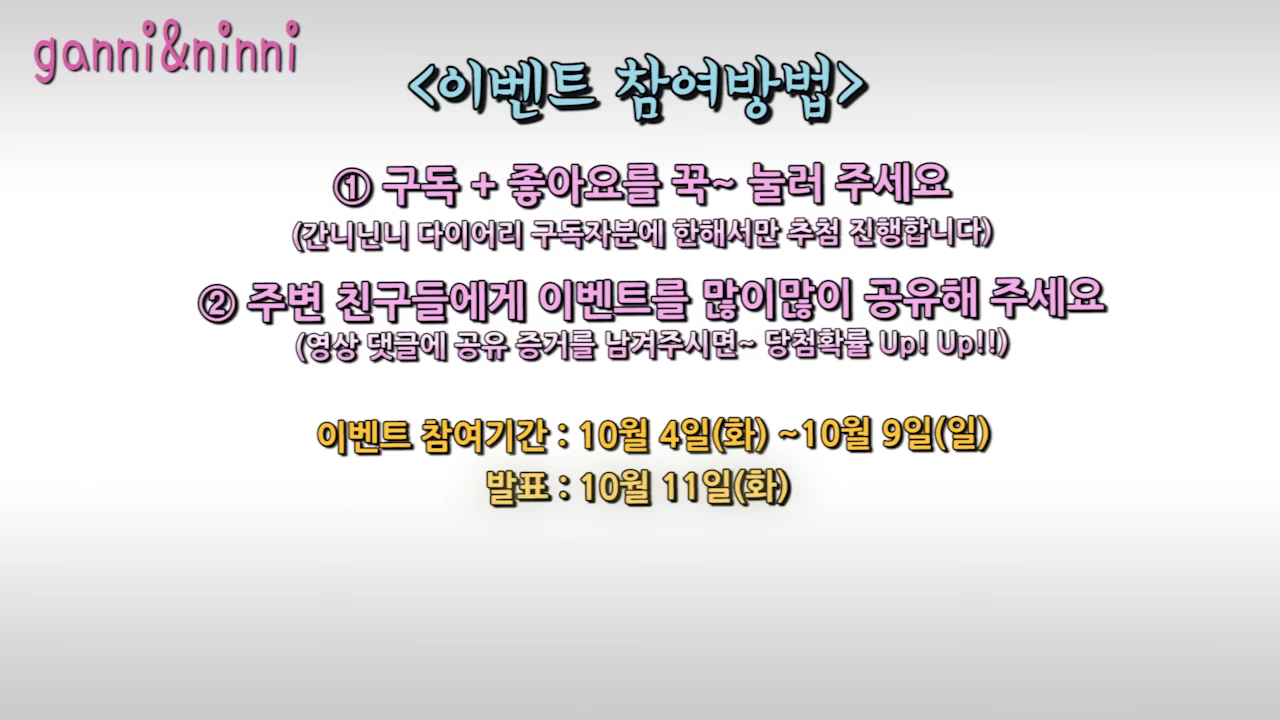 ganni&ninni
<이벤트 참여방법>
① 구독 + 좋아요를 꾹~ 눌러 주세요
(간니닌니 다이어리 구독자분에 한해서만 추첨 진행합니다)
② 주변 친구들에게 이벤트를 많이많이 공유해 주세요
(영상 댓글에 공유 증거를 남겨주시면~ 당첨확률 Up! Up!!)
이벤트 참여기간 : 10월 4일(화) ~10월 9일(일)
발표 : 10월 11일(화)